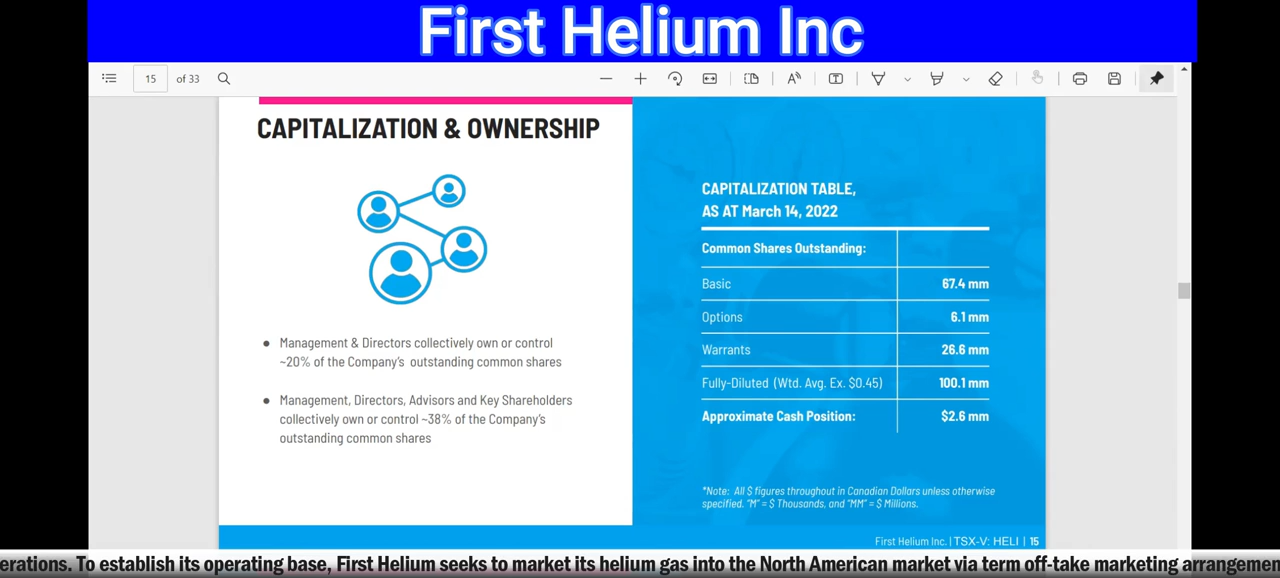 First Helium Inc
15 of 33
CAPITALIZATION & OWNERSHIP
Management & Directors collectively own or control
~20% of the Company's outstanding common shares
Management, Directors, Advisors and Key Shareholders
collectively own or control ~38% of the Company's
outstanding common shares
CAPITALIZATION TABLE,
AS AT March 14, 2022
Common Shares Outstanding:
Basic 67.4 mm
Options 6.1 mm
Warrants 26.6 mm
Fully-Diluted (Wtd. Avg. Ex. $0.45) 100.1 mm
Approximate Cash Position: $2.6 mm
*Note: All $ figures throughout in Canadian Dollars unless otherwise
specified. "M" = $ Thousands, and "MM" = $ Millions.
First Helium Inc. | TSX-V: HELI | 15
erations. To establish its operating base, First Helium seeks to market its helium gas into the North American market via term off-take marketing arrangemen